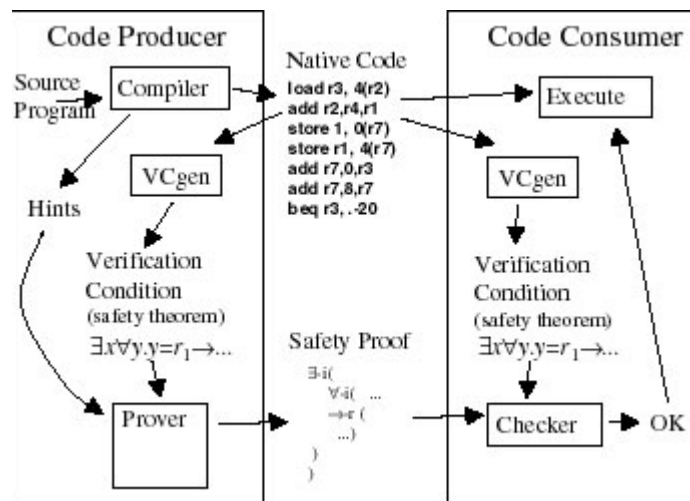 Code Producer
Source
Program
Compiler
VCgen
Hints
Verification
Condition
(safety theorem)
∃x∀y.y=r₁→...
Prover
Native Code
load r3, 4(r2)
add r2,r4,r1
store 1, 0(r7)
store r1, 4(r7)
add r7,0,r3
add r7,8,r7
beq r3, .-20
Safety Proof
∃-i(
∀-i( ...
→-r (
...)
)
)
Code Consumer
Execute
VCgen
Verification
Condition
(safety theorem)
∃x∀y.y=r₁→...
Checker
OK